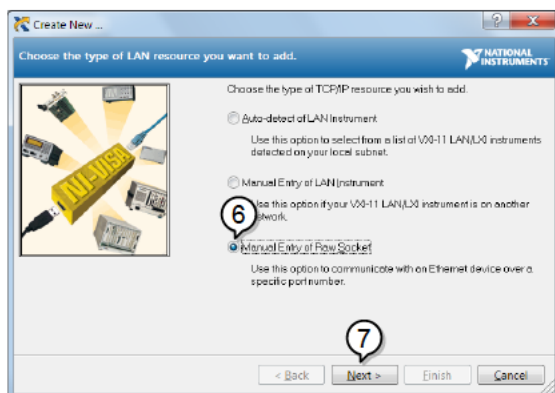 Create New ...
Choose the type of LAN resource you want to add.
NATIONAL
INSTRUMENTS
Choose the type of TCP/IP resource you wish to add.
Auto-detect of LAN Instrument
Use this option to select from a list of VXI-11 LAN/LXI instruments
detected on your local subnet.
Manual Entry of LAN Instrument
Use this option if your VXI-11 LAN/LXI instrument is on another
network.
6
Manual Entry of Raw Socket
Use this option to communicate with an Ethernet device over a
specific port number.
NI-VISA
7
< Back
Next >
Finish
Cancel